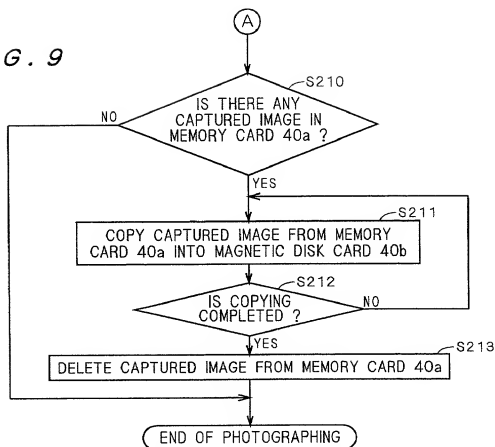 A
G. 9
S210
IS THERE ANY
CAPTURED IMAGE IN
MEMORY CARD 40a ?
NO
YES
S211
COPY CAPTURED IMAGE FROM MEMORY
CARD 40a INTO MAGNETIC DISK CARD 40b
S212
IS COPYING
COMPLETED ?
NO
YES
S213
DELETE CAPTURED IMAGE FROM MEMORY CARD 40a
END OF PHOTOGRAPHING